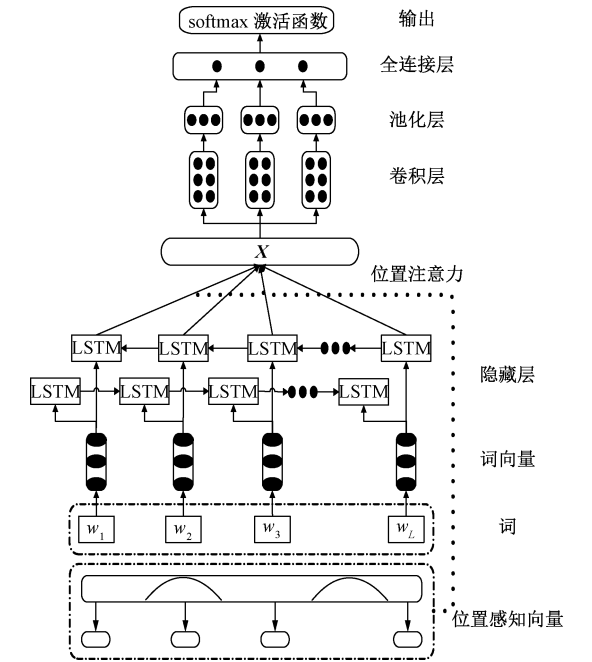 softmax 激活函数 输出
全连接层
池化层
卷积层
X
位置注意力
LSTM LSTM LSTM LSTM
隐藏层
LSTM LSTM LSTM LSTM
词向量
w1 w2 w3 wL 词
位置感知向量